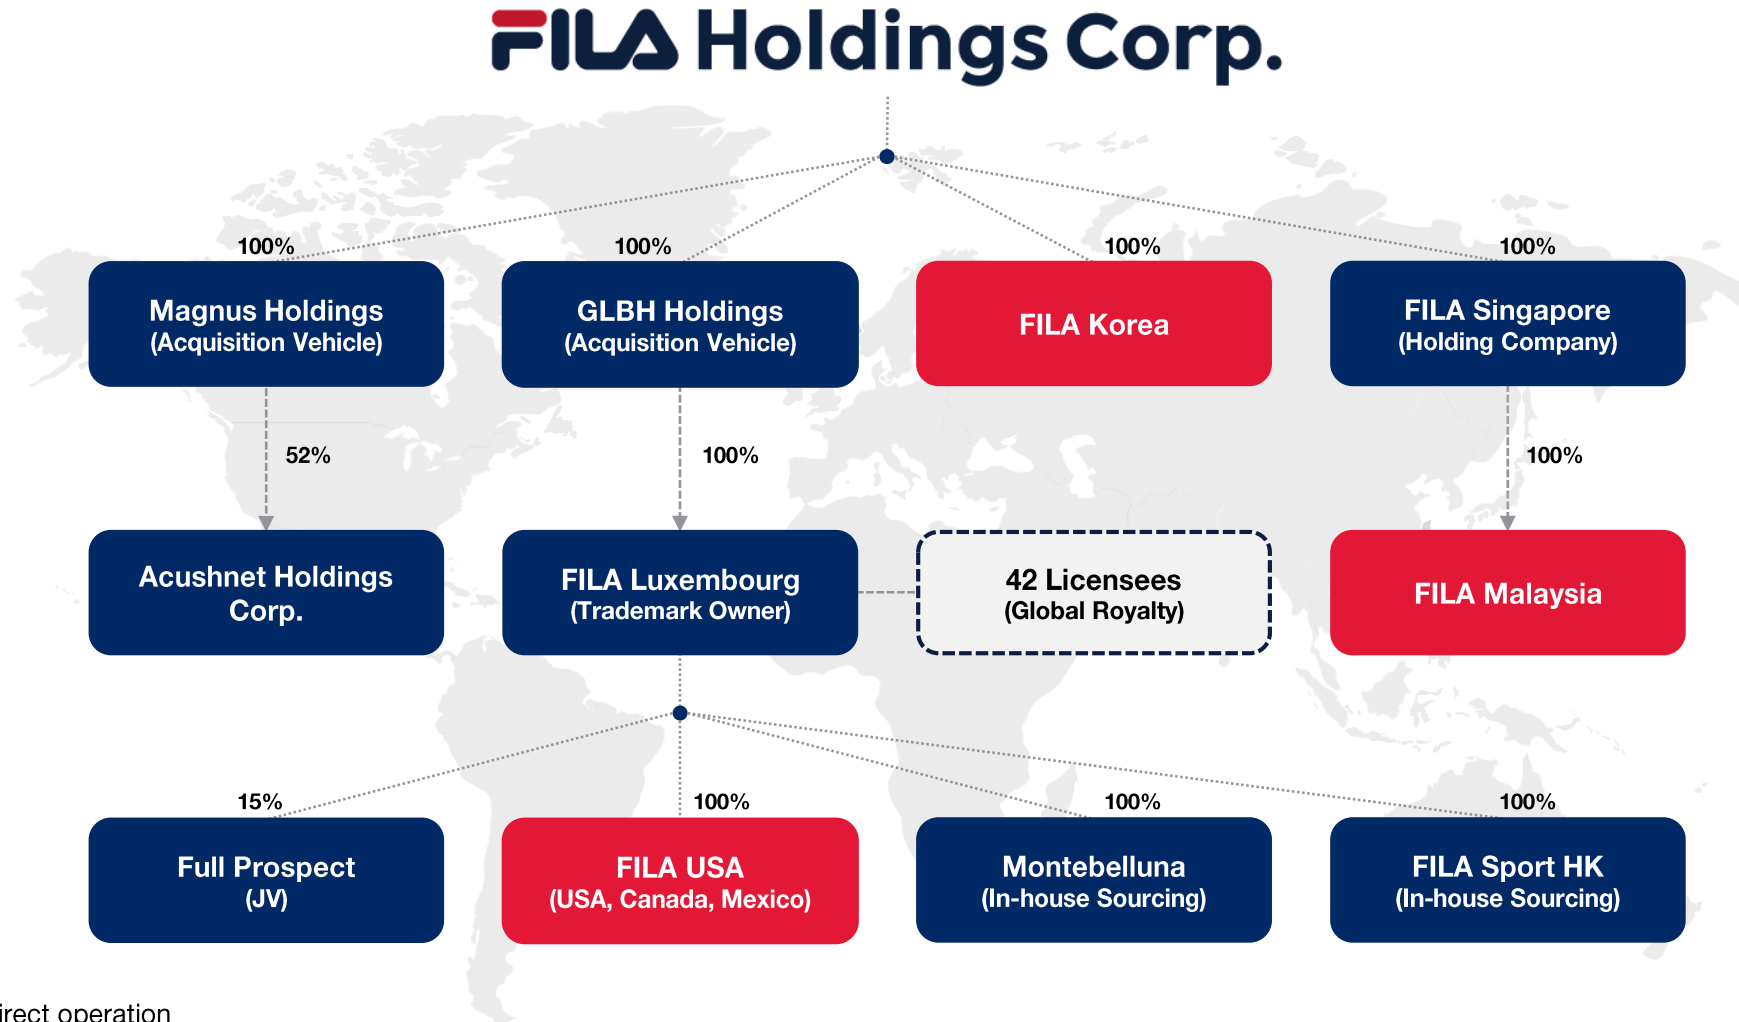 FILA Holdings Corp.
100%
100%
100%
100%
Magnus Holdings
(Acquisition Vehicle)
GLBH Holdings
(Acquisition Vehicle)
FILA Korea
FILA Singapore
(Holding Company)
52%
100%
100%
Acushnet Holdings
Corp.
FILA Luxembourg
(Trademark Owner)
42 Licensees
(Global Royalty)
FILA Malaysia
15%
100%
100%
100%
Full Prospect
(JV)
FILA USA
(USA, Canada, Mexico)
Montebelluna
(In-house Sourcing)
FILA Sport HK
(In-house Sourcing)
irect operation